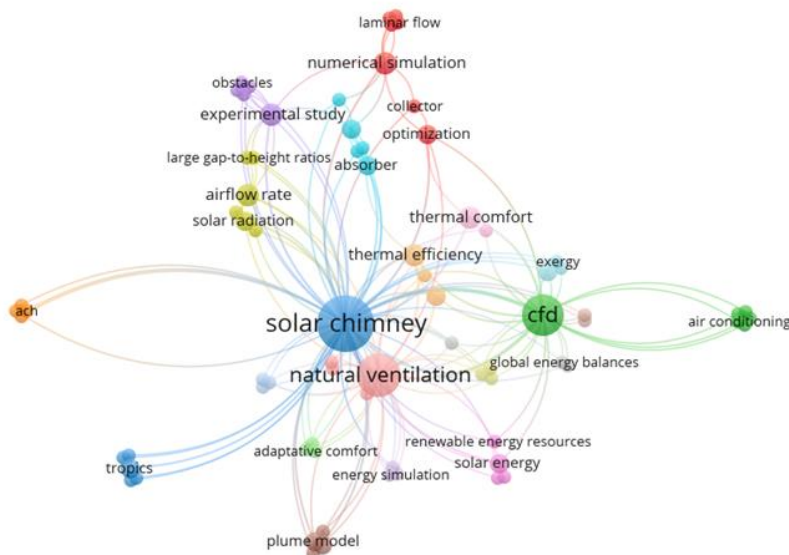 laminar flow
numerical simulation
obstacles
collector
experimental study
optimization
large gap-to-height ratios
absorber
airflow rate
thermal comfort
solar radiation
thermal efficiency
exergy
ach
solar chimney
cfd
air conditioning
global energy balances
natural ventilation
renewable energy resources
adaptative comfort
solar energy
tropics
energy simulation
plume model